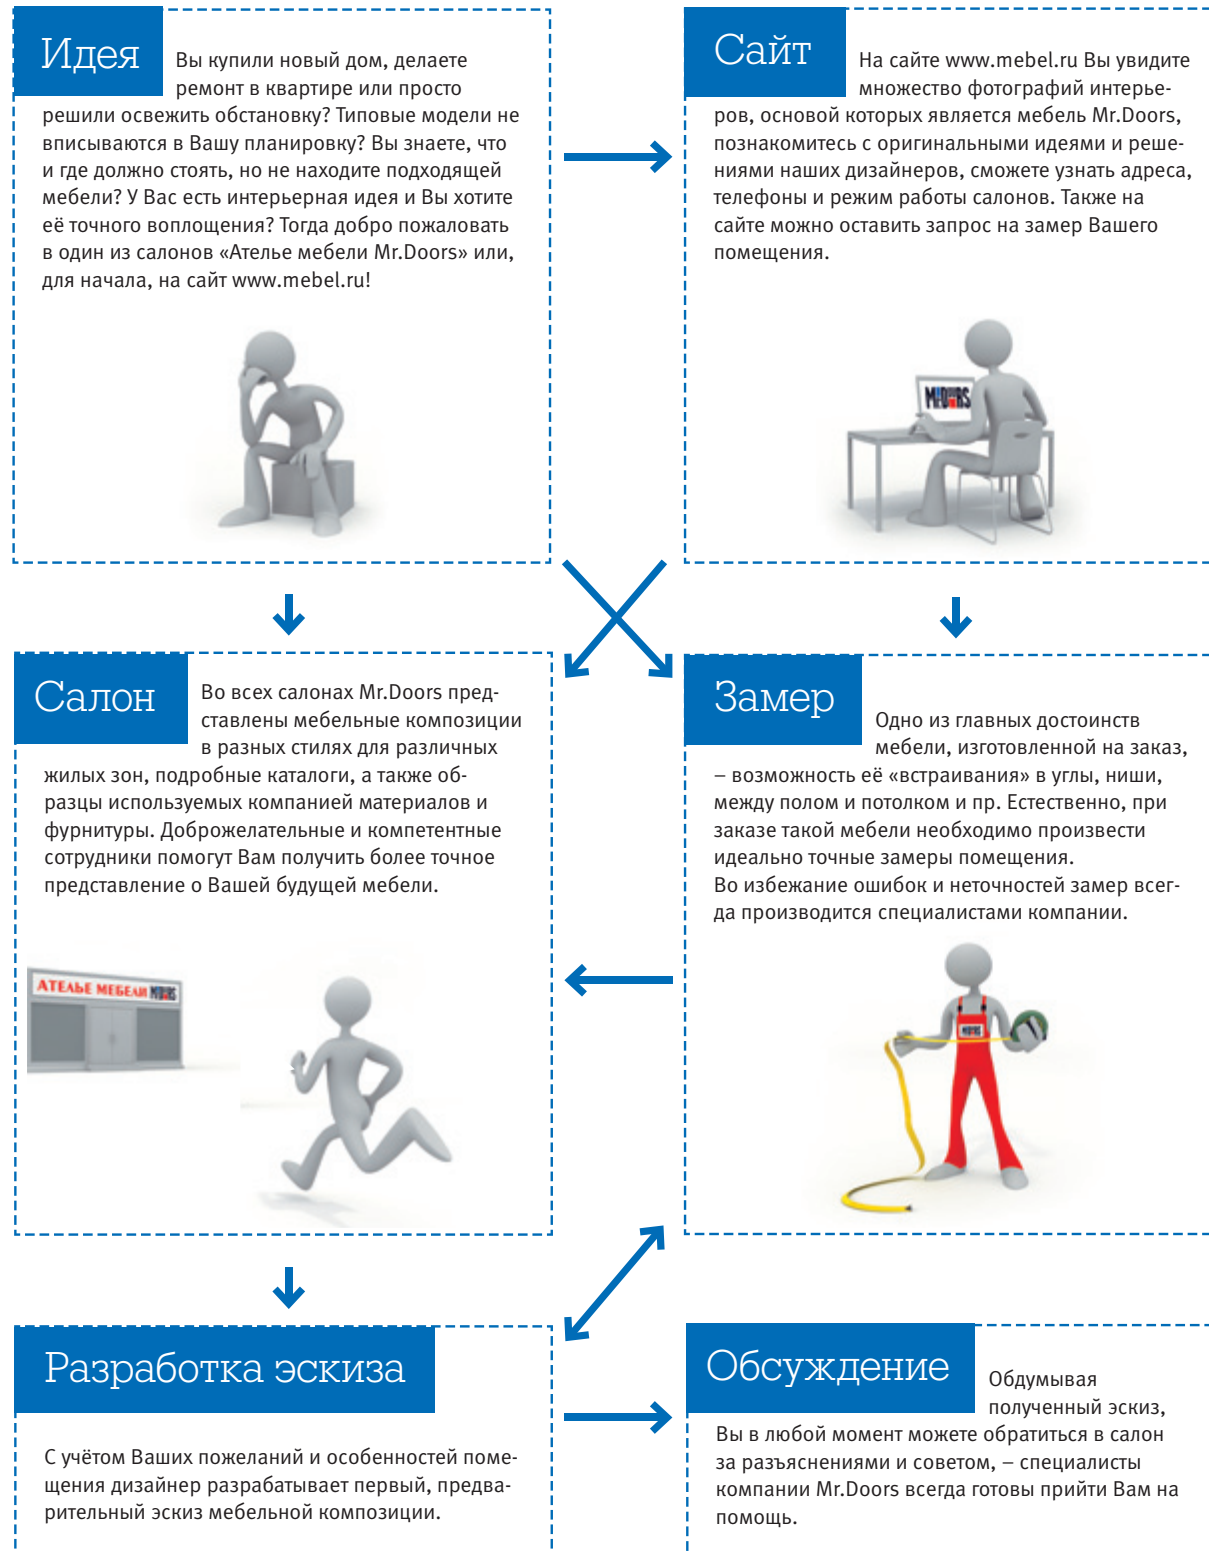 Идея
Вы купили новый дом, делаете
ремонт в квартире или просто
решили освежить обстановку? Типовые модели не
вписываются в Вашу планировку? Вы знаете, что
и где должно стоять, но не находите подходящей
мебели? У Вас есть интерьерная идея и Вы хотите
её точного воплощения? Тогда добро пожаловать
в один из салонов «Ателье мебели Mr.Doors» или,
для начала, на сайт www.mebel.ru!
Сайт
На сайте www.mebel.ru Вы увидите
множество фотографий интерье-
ров, основой которых является мебель Mr.Doors,
познакомитесь с оригинальными идеями и реше-
ниями наших дизайнеров, сможете узнать адреса,
телефоны и режим работы салонов. Также на
сайте можно оставить запрос на замер Вашего
помещения.
MrDOORS
Салон
Во всех салонах Mr.Doors пред-
ставлены мебельные композиции
в разных стилях для различных
жилых зон, подробные каталоги, а также об-
разцы используемых компанией материалов и
фурнитуры. Доброжелательные и компетентные
сотрудники помогут Вам получить более точное
представление о Вашей будущей мебели.
АТЕЛЬЕ МЕБЕЛИ MrDOORS
Замер
Одно из главных достоинств
мебели, изготовленной на заказ,
– возможность её «встраивания» в углы, ниши,
между полом и потолком и пр. Естественно, при
заказе такой мебели необходимо произвести
идеально точные замеры помещения.
Во избежание ошибок и неточностей замер всег-
да производится специалистами компании.
MrDOORS
Разработка эскиза
С учётом Ваших пожеланий и особенностей поме-
щения дизайнер разрабатывает первый, предва-
рительный эскиз мебельной композиции.
Обсуждение
Обдумывая
полученный эскиз,
Вы в любой момент можете обратиться в салон
за разъяснениями и советом, – специалисты
компании Mr.Doors всегда готовы прийти Вам на
помощь.